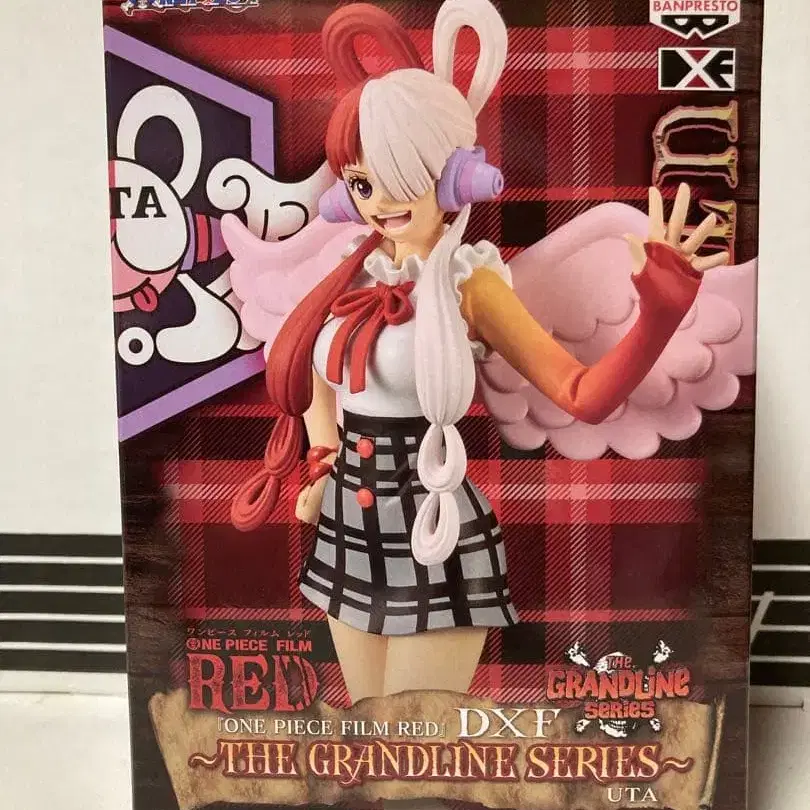 BANPRESTO
DXF
UTA
ワンピース フィルム レッド
ONE PIECE FILM
RED
THE
GRANDLINE
SERIES
『ONE PIECE FILM RED』 DXF
~THE GRANDLINE SERIES~
UTA